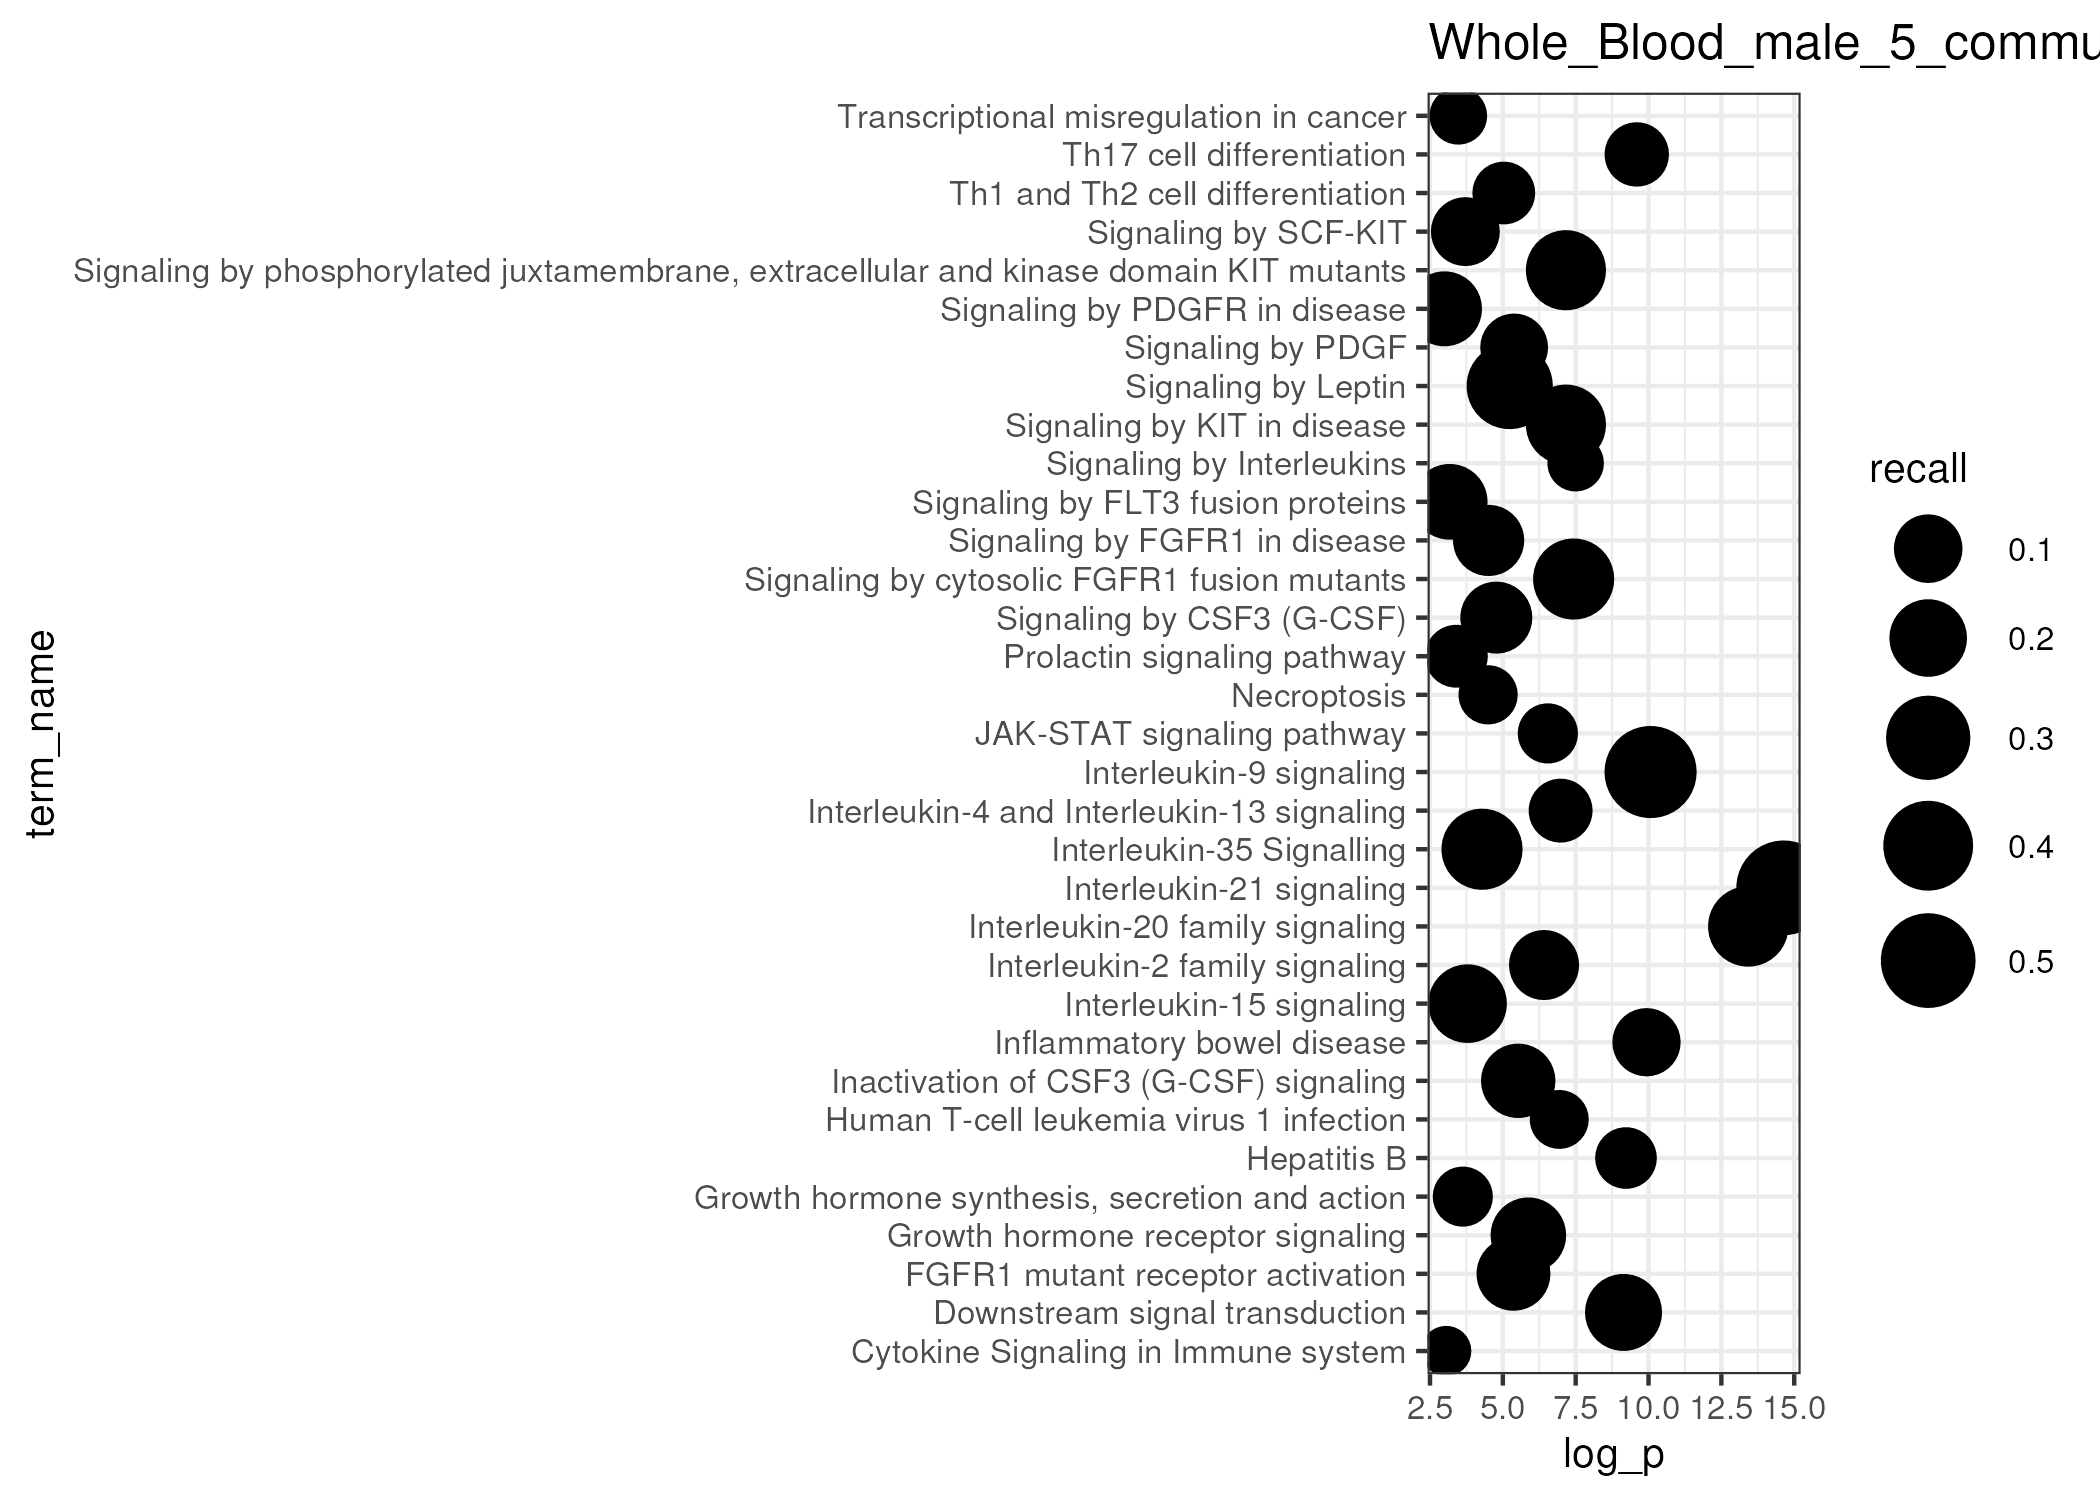 Whole_Blood_male_5_commu
Transcriptional misregulation in cancer
Th17 cell differentiation
Th1 and Th2 cell differentiation
Signaling by SCF-KIT
Signaling by phosphorylated juxtamembrane, extracellular and kinase domain KIT mutants
Signaling by PDGFR in disease
Signaling by PDGF
Signaling by Leptin
Signaling by KIT in disease
Signaling by Interleukins
Signaling by FLT3 fusion proteins
Signaling by FGFR1 in disease
Signaling by cytosolic FGFR1 fusion mutants
Signaling by CSF3 (G-CSF)
Prolactin signaling pathway
Necroptosis
JAK-STAT signaling pathway
Interleukin-9 signaling
Interleukin-4 and Interleukin-13 signaling
Interleukin-35 Signalling
Interleukin-21 signaling
Interleukin-20 family signaling
Interleukin-2 family signaling
Interleukin-15 signaling
Inflammatory bowel disease
Inactivation of CSF3 (G-CSF) signaling
Human T-cell leukemia virus 1 infection
Hepatitis B
Growth hormone synthesis, secretion and action
Growth hormone receptor signaling
FGFR1 mutant receptor activation
Downstream signal transduction
Cytokine Signaling in Immune system
term_name
2.5 5.0 7.5 10.0 12.5 15.0
log_p
recall
0.1
0.2
0.3
0.4
0.5